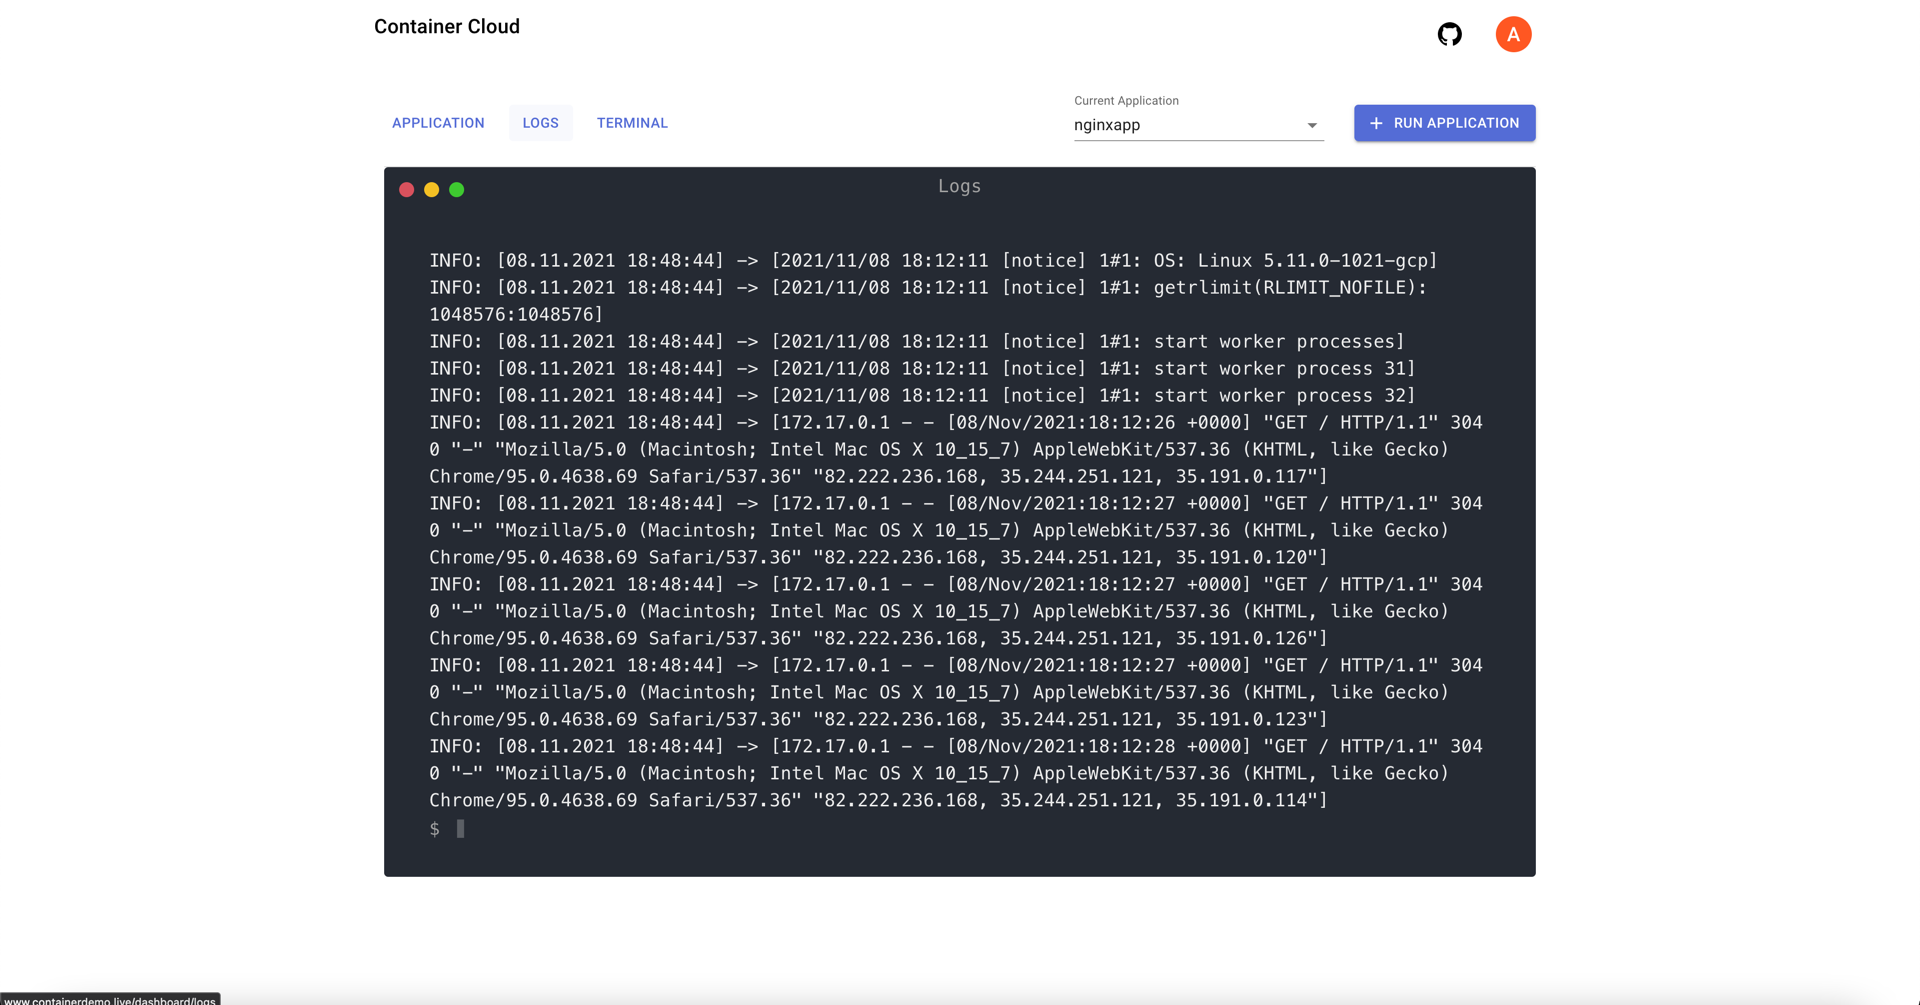 Container Cloud
A
APPLICATION
LOGS
TERMINAL
Current Application
nginxapp
+ RUN APPLICATION
Logs
INFO: [08.11.2021 18:48:44] —> [2021/11/08 18:12:11 [notice] 1#1: OS: Linux 5.11.0-1021-gcp]
INFO: [08.11.2021 18:48:44] —> [2021/11/08 18:12:11 [notice] 1#1: getrlimit(RLIMIT_NOFILE):
1048576:1048576]
INFO: [08.11.2021 18:48:44] —> [2021/11/08 18:12:11 [notice] 1#1: start worker processes]
INFO: [08.11.2021 18:48:44] —> [2021/11/08 18:12:11 [notice] 1#1: start worker process 31]
INFO: [08.11.2021 18:48:44] —> [2021/11/08 18:12:11 [notice] 1#1: start worker process 32]
INFO: [08.11.2021 18:48:44] —> [172.17.0.1 - - [08/Nov/2021:18:12:26 +0000] "GET / HTTP/1.1" 304
0 "-" "Mozilla/5.0 (Macintosh; Intel Mac OS X 10_15_7) AppleWebKit/537.36 (KHTML, like Gecko)
Chrome/95.0.4638.69 Safari/537.36" "82.222.236.168, 35.244.251.121, 35.191.0.117"]
INFO: [08.11.2021 18:48:44] —> [172.17.0.1 - - [08/Nov/2021:18:12:27 +0000] "GET / HTTP/1.1" 304
0 "-" "Mozilla/5.0 (Macintosh; Intel Mac OS X 10_15_7) AppleWebKit/537.36 (KHTML, like Gecko)
Chrome/95.0.4638.69 Safari/537.36" "82.222.236.168, 35.244.251.121, 35.191.0.120"]
INFO: [08.11.2021 18:48:44] —> [172.17.0.1 - - [08/Nov/2021:18:12:27 +0000] "GET / HTTP/1.1" 304
0 "-" "Mozilla/5.0 (Macintosh; Intel Mac OS X 10_15_7) AppleWebKit/537.36 (KHTML, like Gecko)
Chrome/95.0.4638.69 Safari/537.36" "82.222.236.168, 35.244.251.121, 35.191.0.126"]
INFO: [08.11.2021 18:48:44] —> [172.17.0.1 - - [08/Nov/2021:18:12:27 +0000] "GET / HTTP/1.1" 304
0 "-" "Mozilla/5.0 (Macintosh; Intel Mac OS X 10_15_7) AppleWebKit/537.36 (KHTML, like Gecko)
Chrome/95.0.4638.69 Safari/537.36" "82.222.236.168, 35.244.251.121, 35.191.0.123"]
INFO: [08.11.2021 18:48:44] —> [172.17.0.1 - - [08/Nov/2021:18:12:28 +0000] "GET / HTTP/1.1" 304
0 "-" "Mozilla/5.0 (Macintosh; Intel Mac OS X 10_15_7) AppleWebKit/537.36 (KHTML, like Gecko)
Chrome/95.0.4638.69 Safari/537.36" "82.222.236.168, 35.244.251.121, 35.191.0.114"]
$
www.containerdemo.live/dashboard/logs